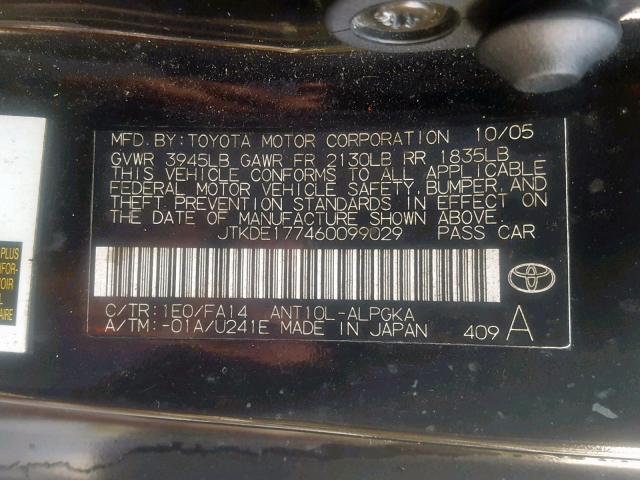 MFD. BY: TOYOTA MOTOR CORPORATION 10/05
GVWR 3945LB GAWR FR 2130LB RR 1835LB
THIS VEHICLE CONFORMS TO ALL APPLICABLE
FEDERAL MOTOR VEHICLE SAFETY, BUMPER, AND
THEFT PREVENTION STANDARDS IN EFFECT ON
THE DATE OF MANUFACTURE SHOWN ABOVE.
JTKDE177460099029 PASS CAR
C/TR: 1E0/FA14 ANT10L-ALPGKA
A/TM: -01A/U241E MADE IN JAPAN 409 A
PLUS